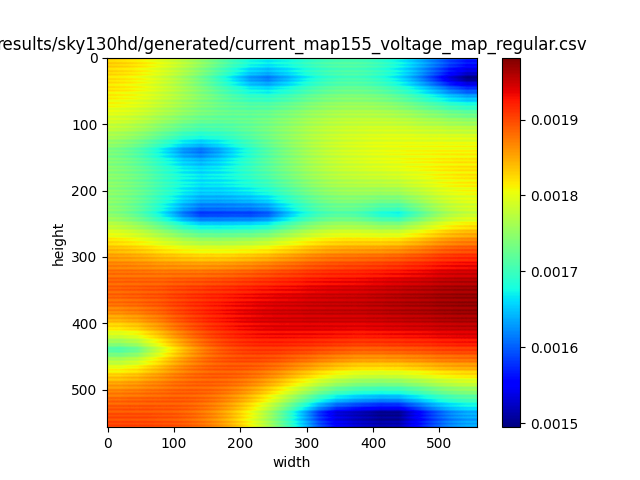 results/sky130hd/generated/current_map155_voltage_map_regular.csv
0
100
200
300
400
500
height
0 100 200 300 400 500
width
0.0019
0.0018
0.0017
0.0016
0.0015